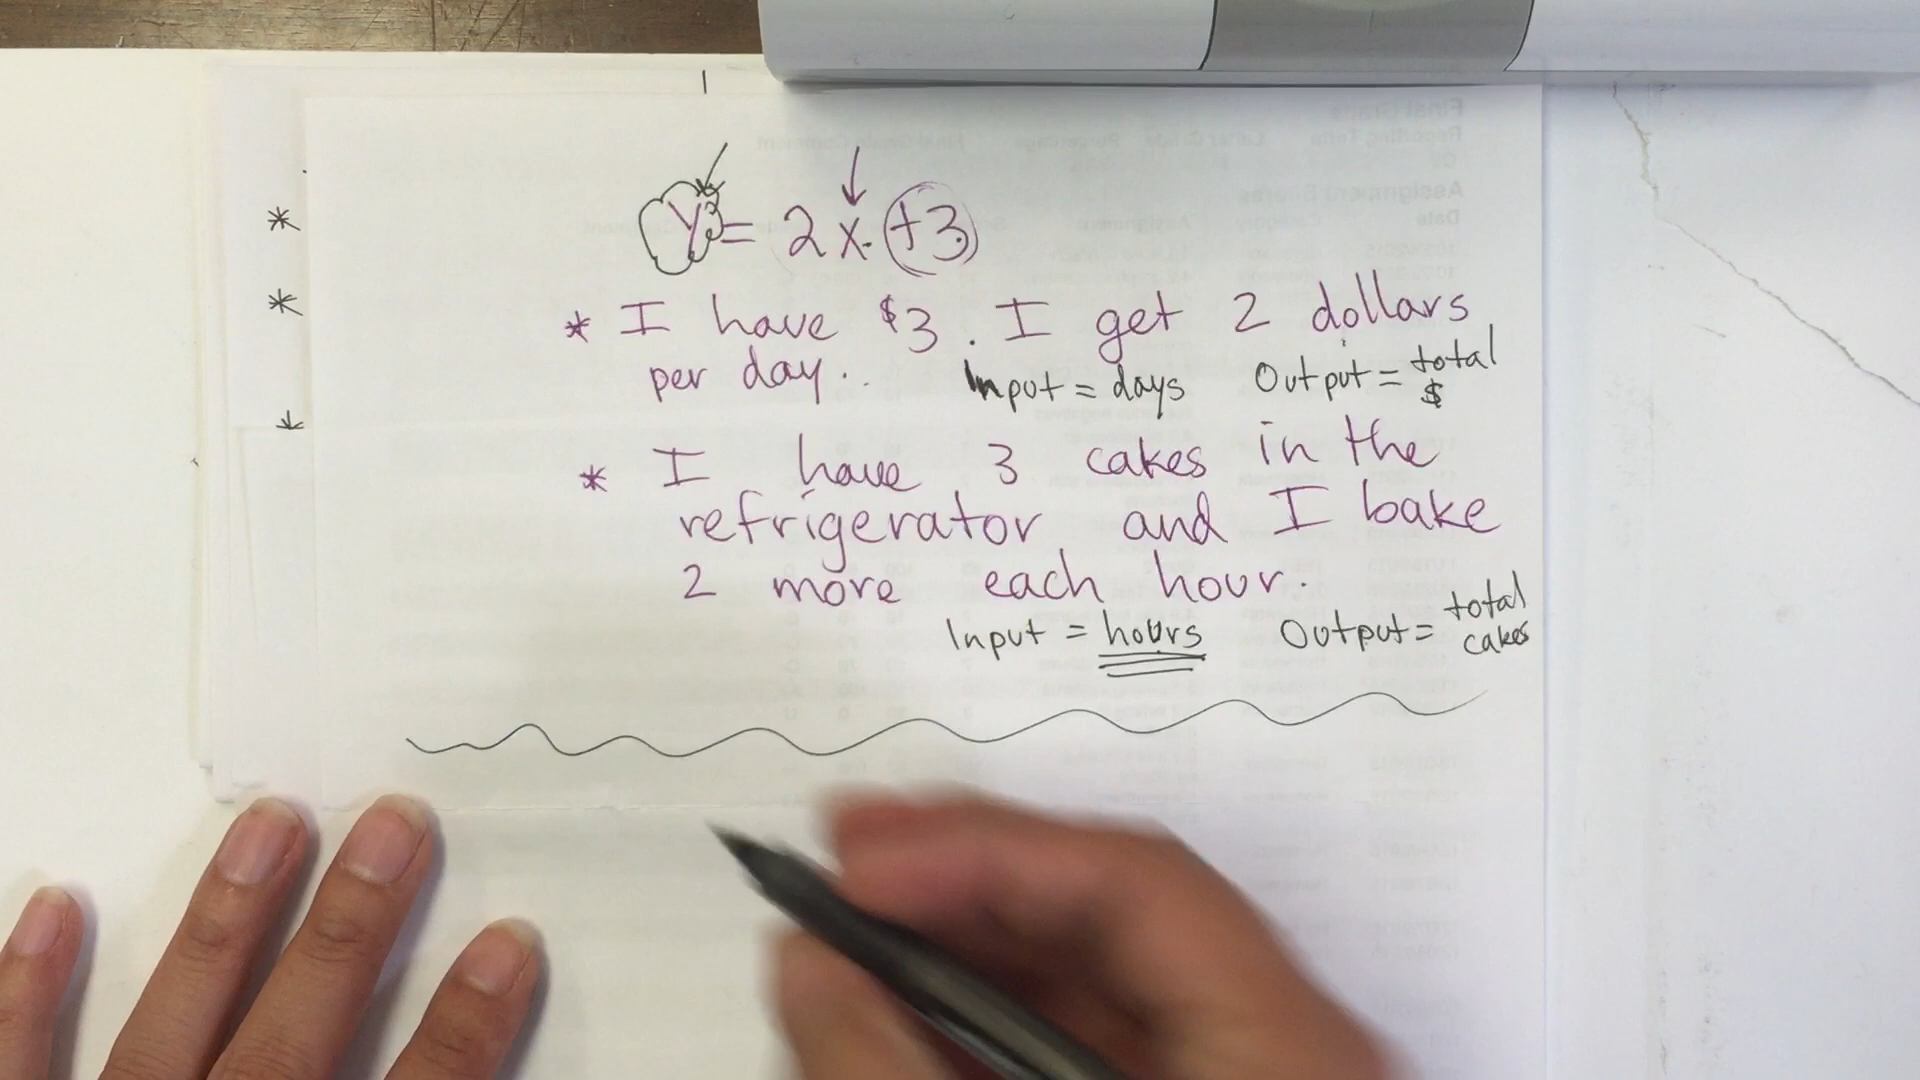 y = 2x + 3
* I have $3. I get 2 dollars
per day.
Input = days Output = total $
* I have 3 cakes in the
refrigerator and I bake
2 more each hour.
Input = hours Output = total cakes